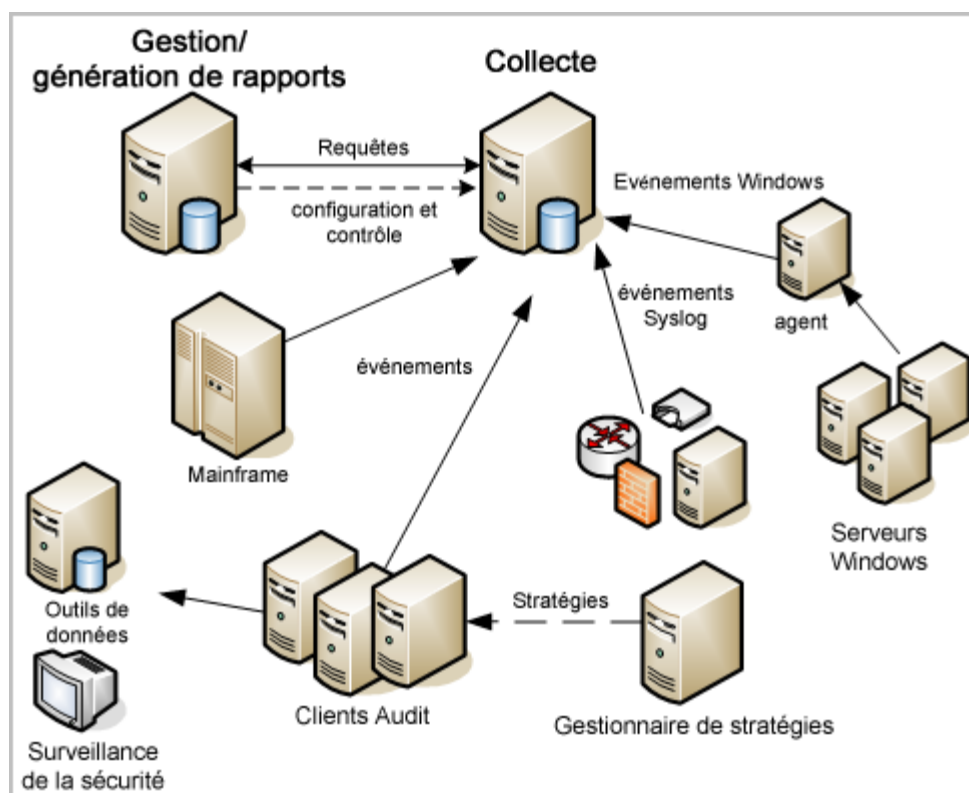 Gestion/
génération de rapports
Collecte
Requêtes
configuration et
contrôle
Evénements Windows
événements
Syslog
agent
événements
Mainframe
Serveurs
Windows
Outils de
données
Stratégies
Clients Audit
Gestionnaire de stratégies
Surveillance
de la sécurité